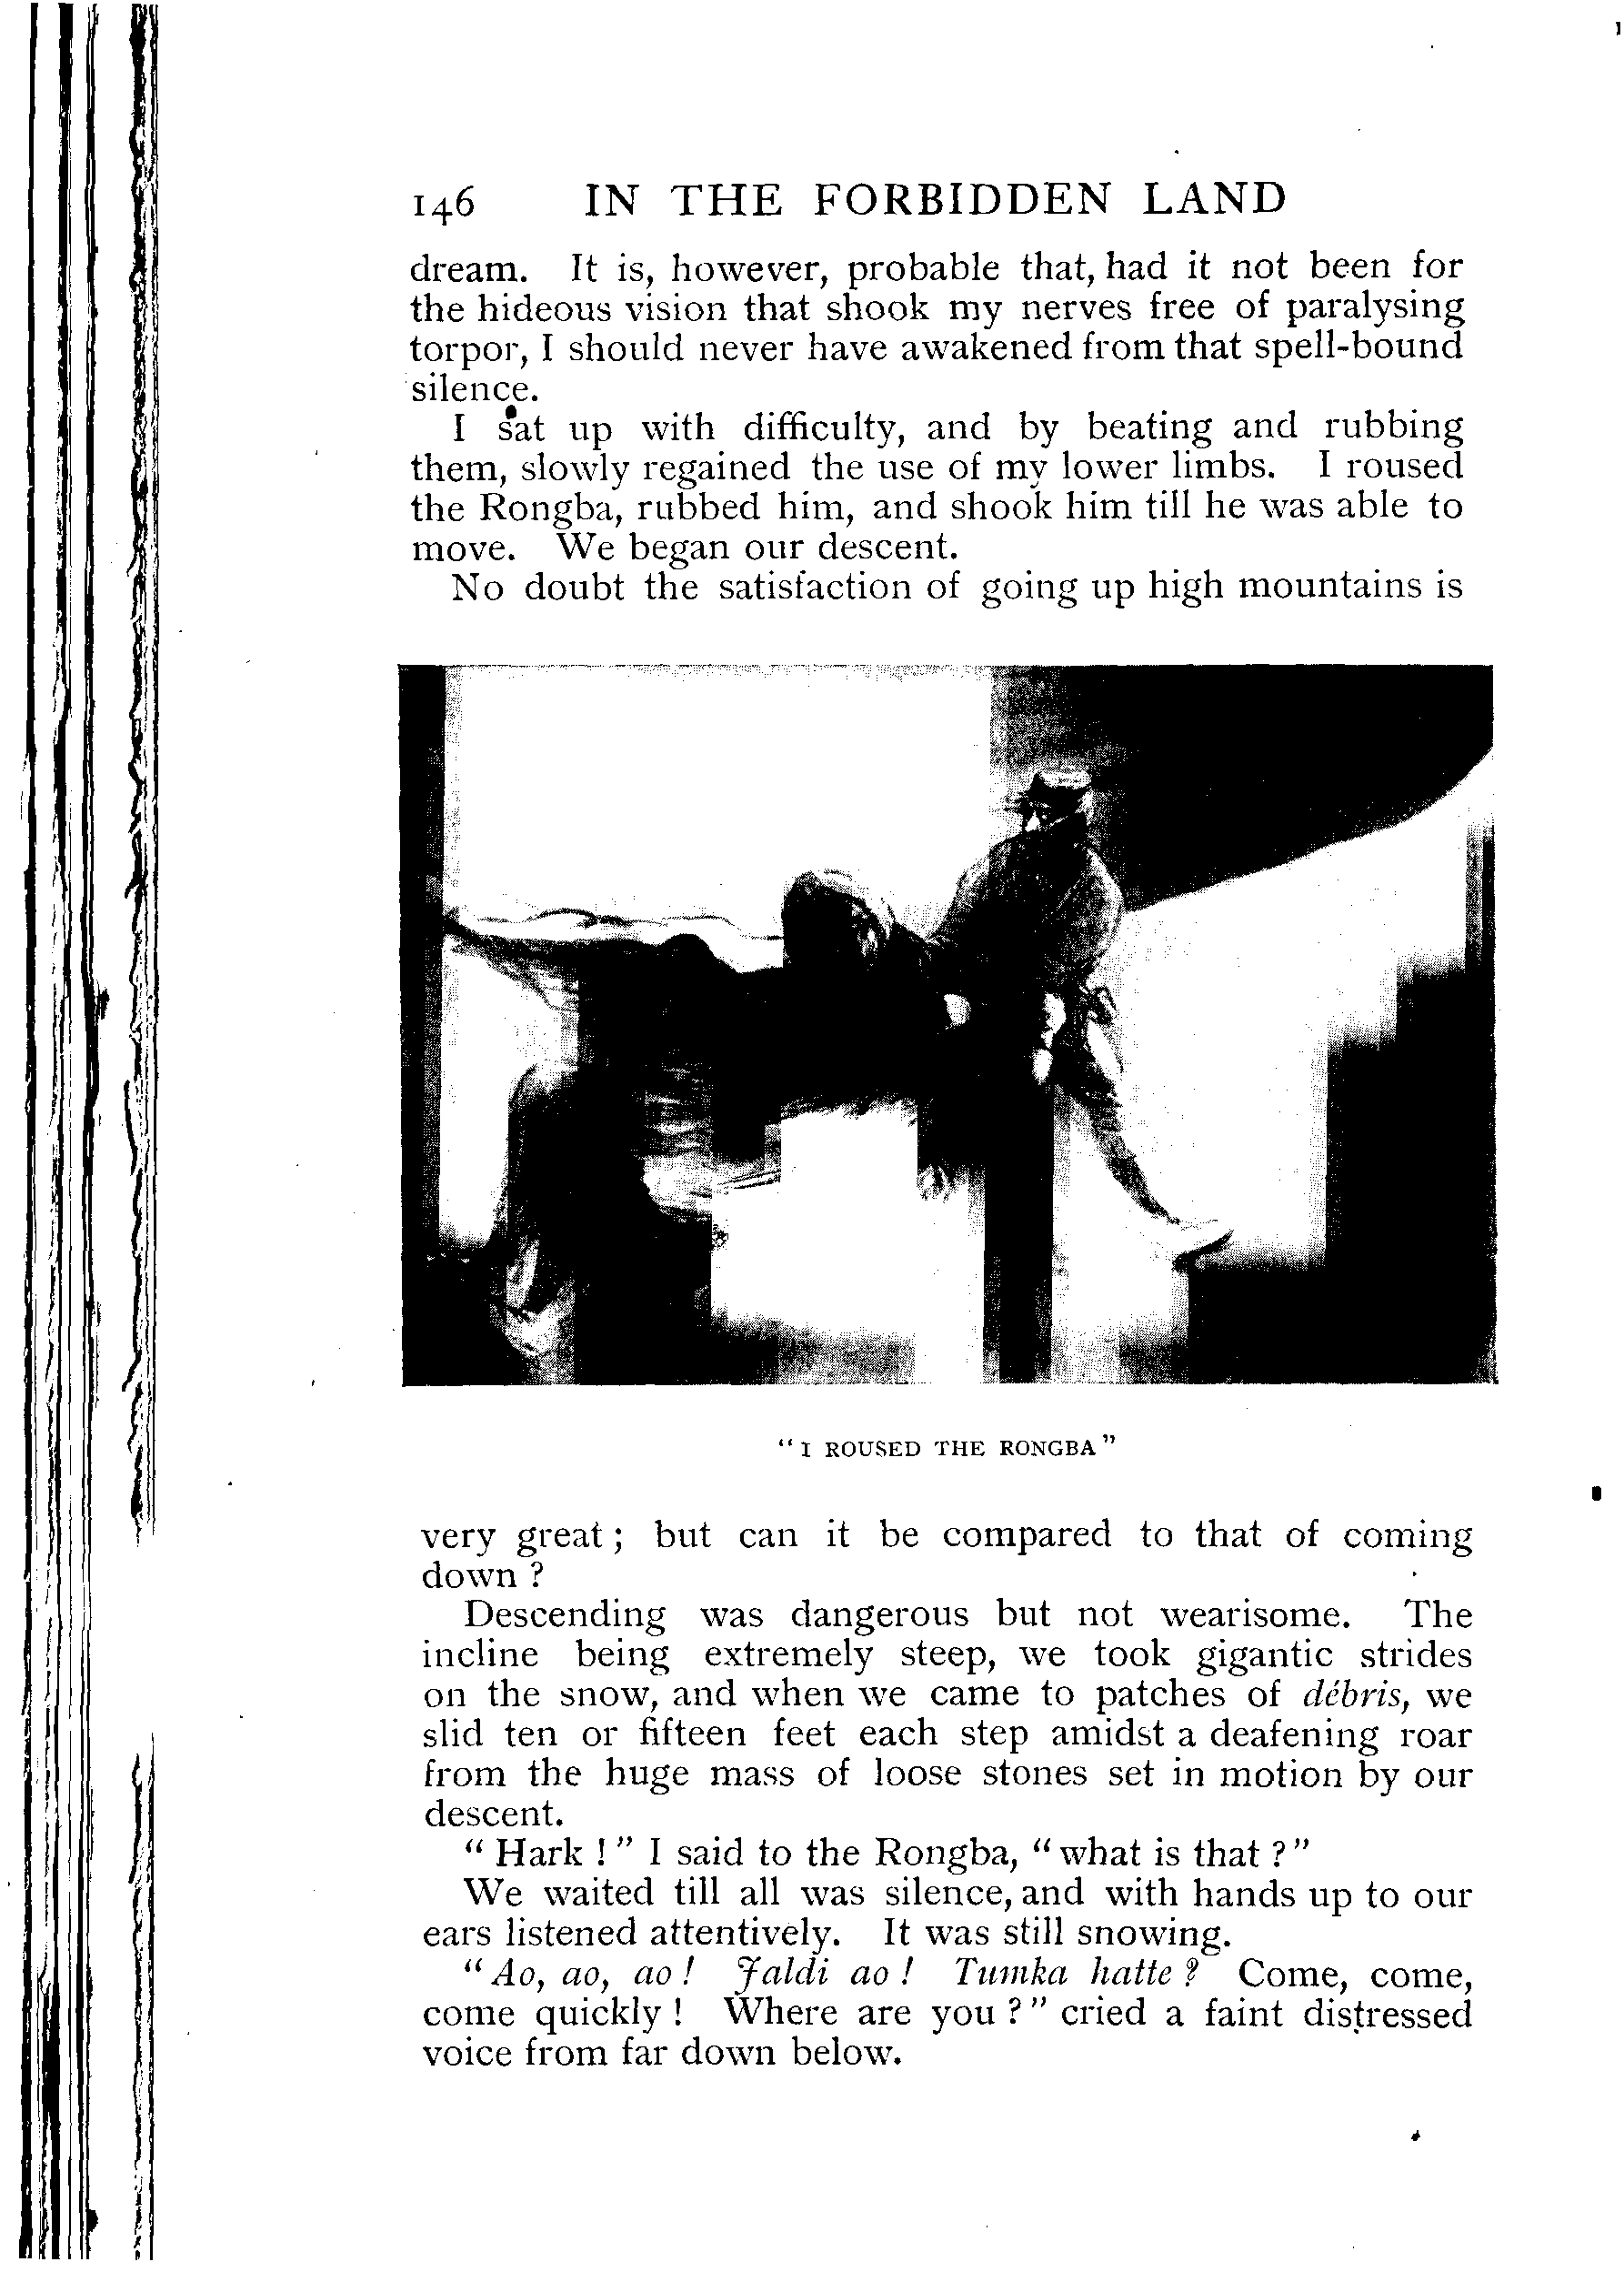 146 IN THE FORBIDDEN LAND
dream. It is, however, probable that, had it not been for
the hideous vision that shook my nerves free of paralysing
torpor, I should never have awakened from that spell-bound
silence.
I sat up with difficulty, and by beating and rubbing
them, slowly regained the use of my lower limbs. I roused
the Rongba, rubbed him, and shook him till he was able to
move. We began our descent.
No doubt the satisfaction of going up high mountains is
"I ROUSED THE RONGBA"
very great; but can it be compared to that of coming
down?
Descending was dangerous but not wearisome. The
incline being extremely steep, we took gigantic strides
on the snow, and when we came to patches of débris, we
slid ten or fifteen feet each step amidst a deafening roar
from the huge mass of loose stones set in motion by our
descent.
"Hark!" I said to the Rongba, "what is that?"
We waited till all was silence, and with hands up to our
ears listened attentively. It was still snowing.
"Ao, ao, ao! Jaldi ao! Tumka hatte? Come, come,
come quickly! Where are you?" cried a faint distressed
voice from far down below.